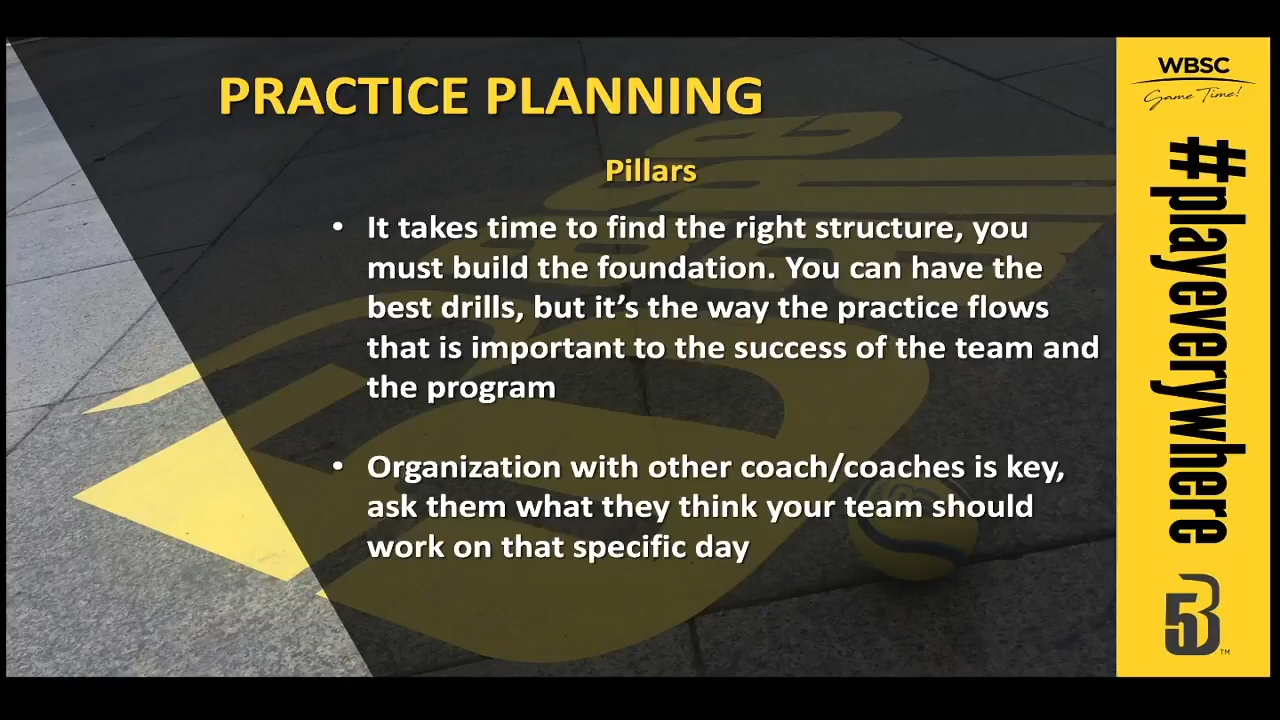 PRACTICE PLANNING
Pillars
• It takes time to find the right structure, you
must build the foundation. You can have the
best drills, but it’s the way the practice flows
that is important to the success of the team and
the program
• Organization with other coach/coaches is key,
ask them what they think your team should
work on that specific day
WBSC
Game Time!
#playeverywhere
B5
TM